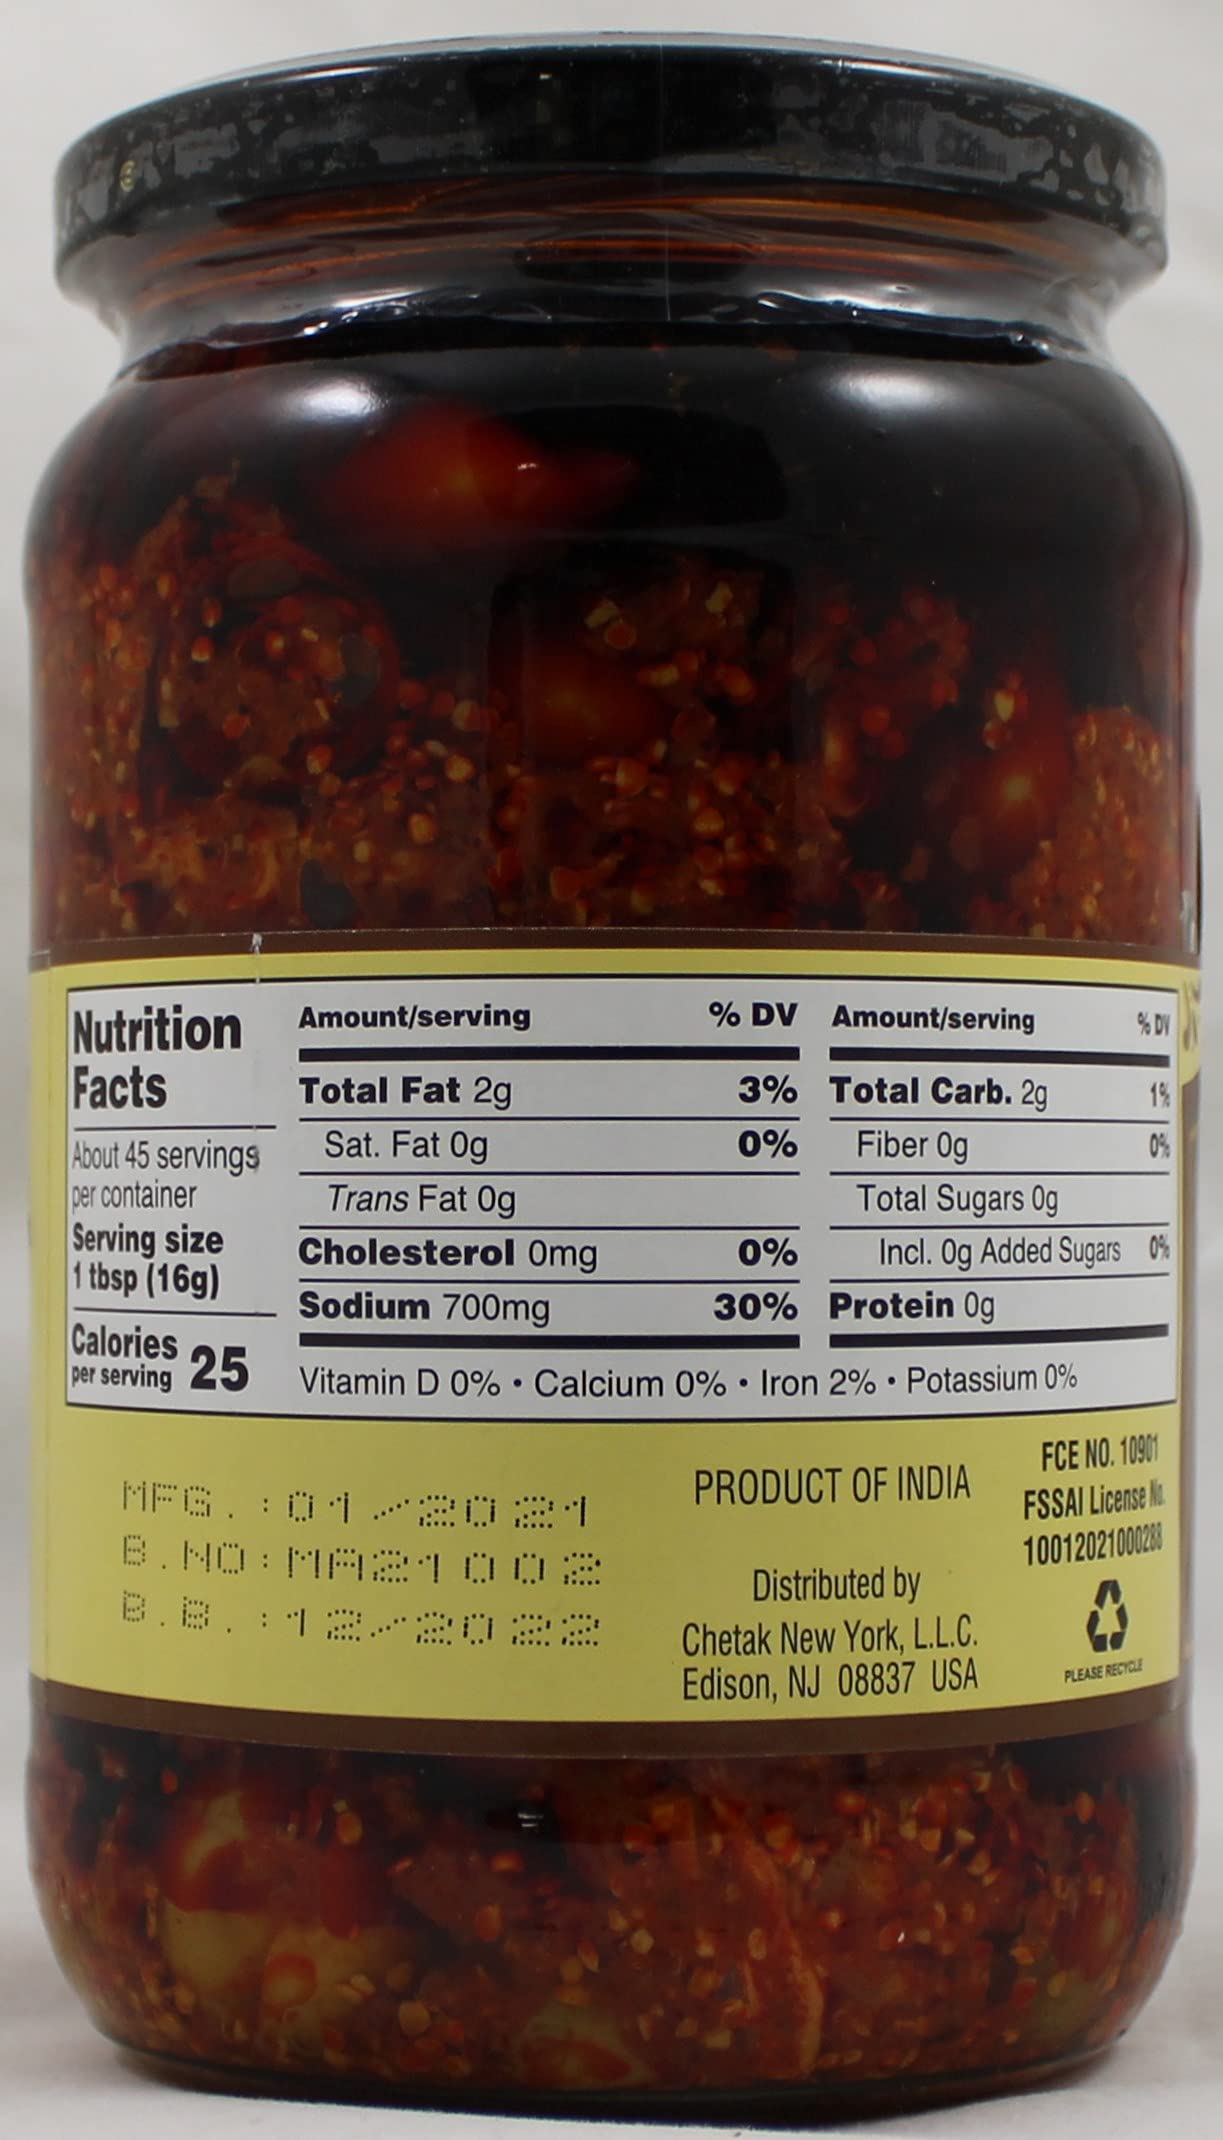 Nutrition
Facts
About 45 servings
per container
Serving size
1 tbsp (16g)
Calories
per serving 25
Amount/serving % DV
Total Fat 2g 3%
Sat. Fat 0g 0%
Trans Fat 0g
Cholesterol 0mg 0%
Sodium 700mg 30%
Amount/serving % DV
Total Carb. 2g 1%
Fiber 0g 0%
Total Sugars 0g
Incl. 0g Added Sugars 0%
Protein 0g
Vitamin D 0% • Calcium 0% • Iron 2% • Potassium 0%
MFG.:01/2021
B.NO:MA21002
B.B.:12/2022
PRODUCT OF INDIA
Distributed by
Chetak New York, L.L.C.
Edison, NJ 08837 USA
FCE NO. 10901
FSSAI License No.
10012021000288
PLEASE RECYCLE